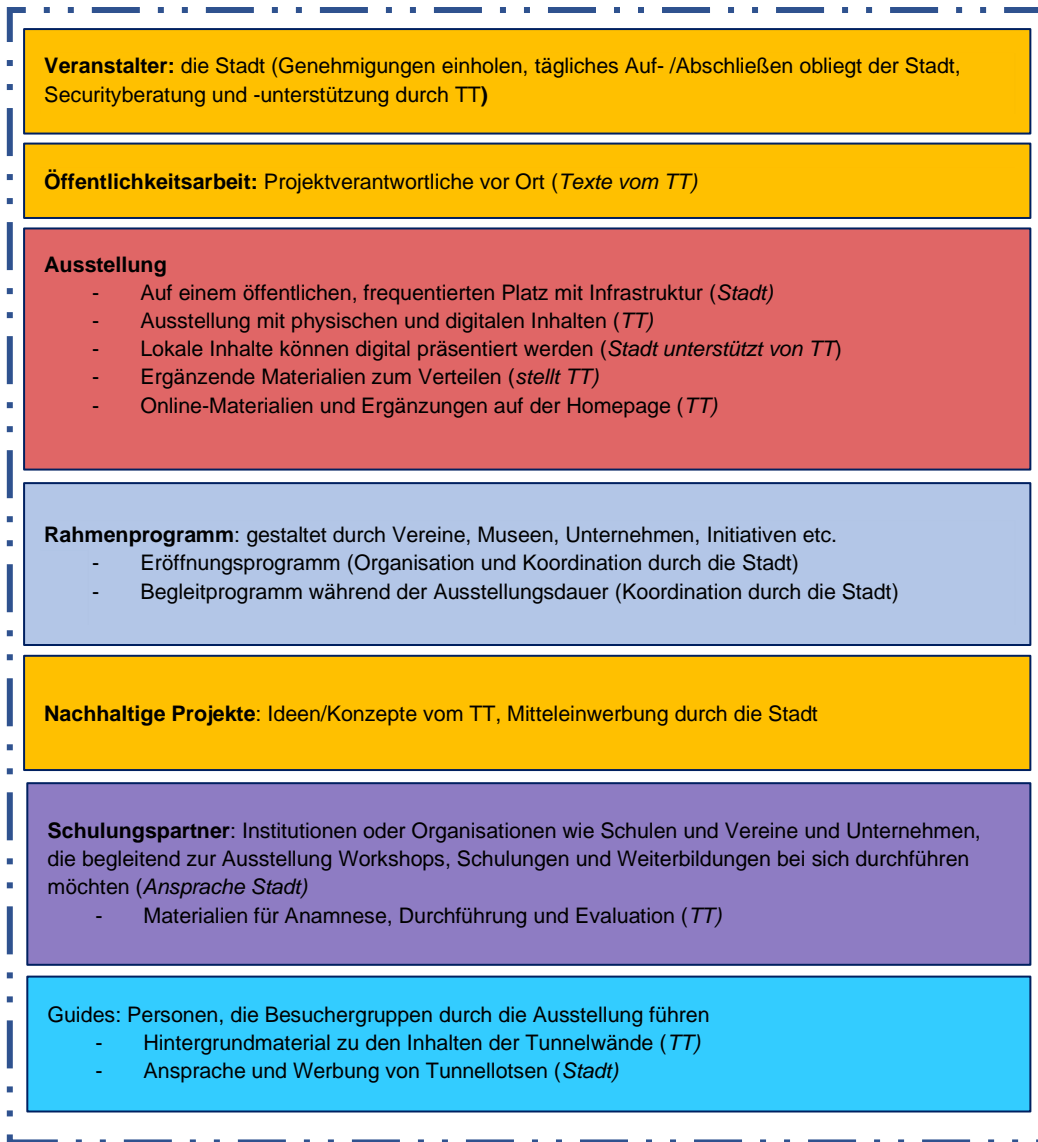 Veranstalter: die Stadt (Genehmigungen einholen, tägliches Auf- /Abschließen obliegt der Stadt,
Securityberatung und -unterstützung durch TT)
Öffentlichkeitsarbeit: Projektverantwortliche vor Ort (Texte vom TT)
Ausstellung
- Auf einem öffentlichen, frequentierten Platz mit Infrastruktur (Stadt)
- Ausstellung mit physischen und digitalen Inhalten (TT)
- Lokale Inhalte können digital präsentiert werden (Stadt unterstützt von TT)
- Ergänzende Materialien zum Verteilen (stellt TT)
- Online-Materialien und Ergänzungen auf der Homepage (TT)
Rahmenprogramm: gestaltet durch Vereine, Museen, Unternehmen, Initiativen etc.
- Eröffnungsprogramm (Organisation und Koordination durch die Stadt)
- Begleitprogramm während der Ausstellungsdauer (Koordination durch die Stadt)
Nachhaltige Projekte: Ideen/Konzepte vom TT, Mitteleinwerbung durch die Stadt
Schulungspartner: Institutionen oder Organisationen wie Schulen und Vereine und Unternehmen,
die begleitend zur Ausstellung Workshops, Schulungen und Weiterbildungen bei sich durchführen
möchten (Ansprache Stadt)
- Materialien für Anamnese, Durchführung und Evaluation (TT)
Guides: Personen, die Besuchergruppen durch die Ausstellung führen
- Hintergrundmaterial zu den Inhalten der Tunnelwände (TT)
- Ansprache und Werbung von Tunnellotsen (Stadt)